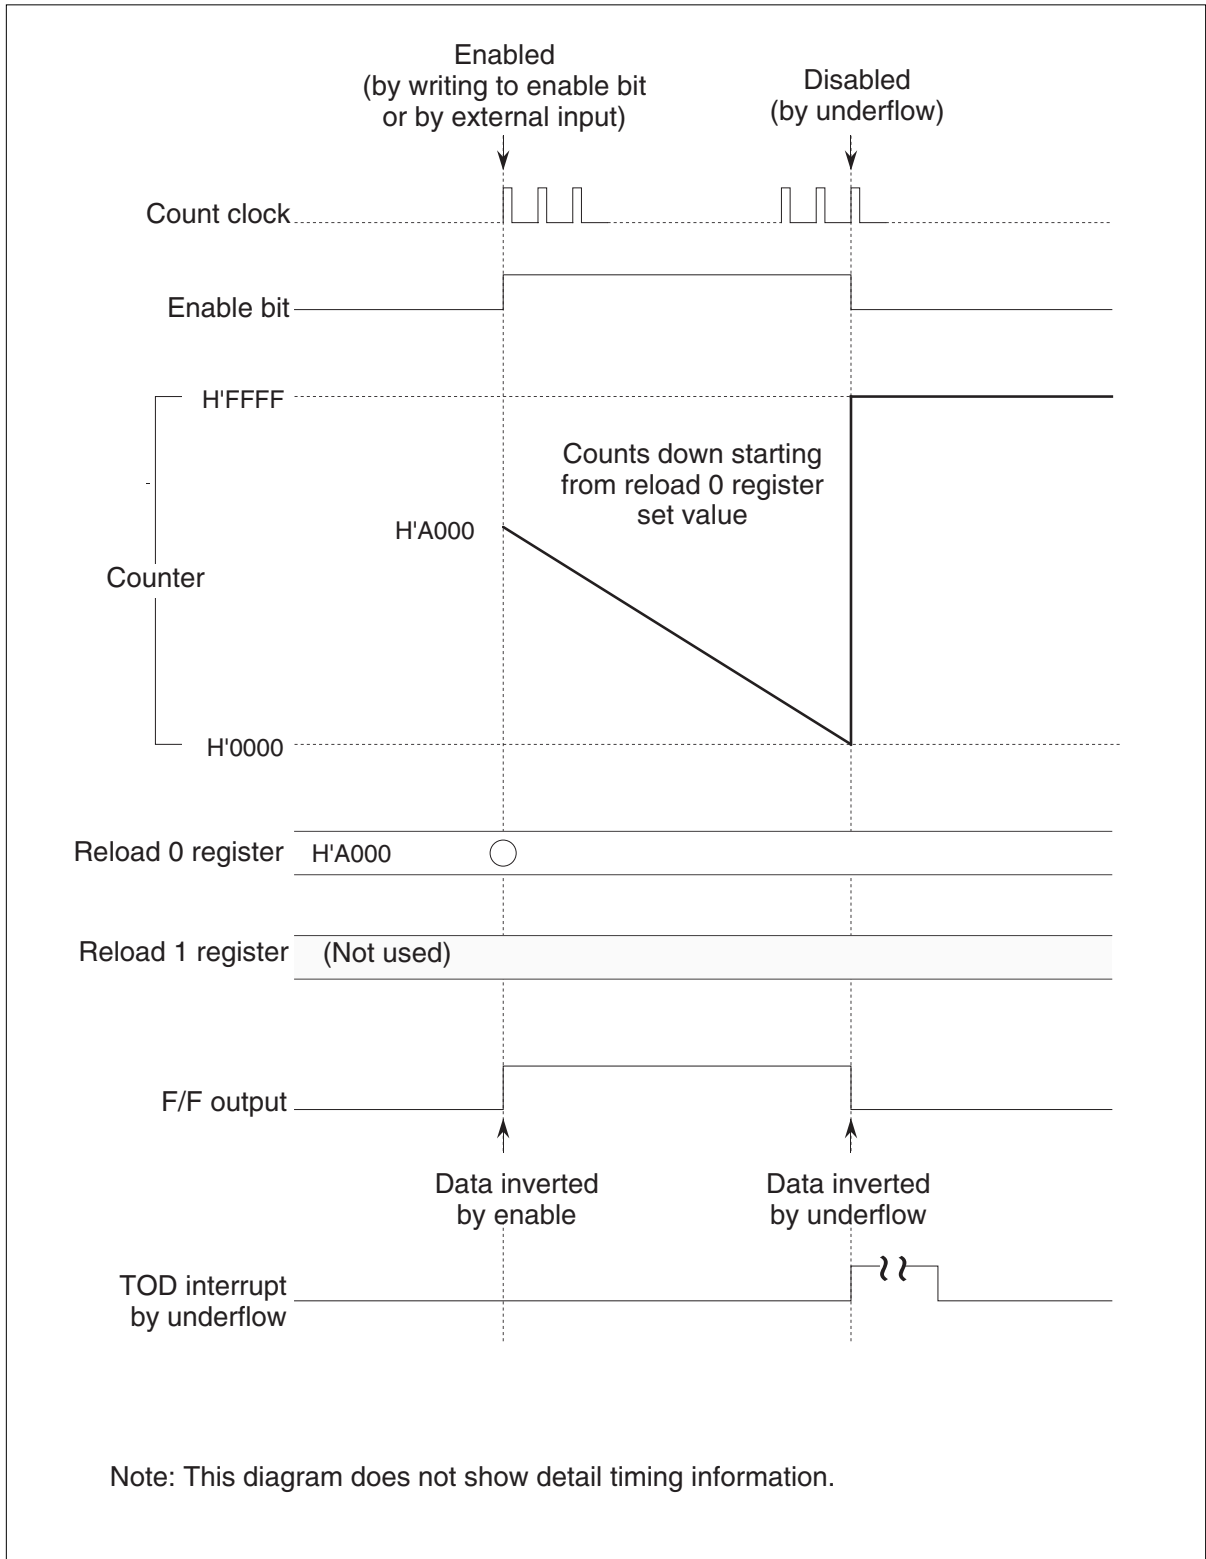 Enabled
(by writing to enable bit
or by external input)
Disabled
(by underflow)
Count clock
Enable bit
H'FFFF
Counts down starting
from reload 0 register
set value
H'A000
Counter
H'0000
Reload 0 register H'A000
Reload 1 register (Not used)
F/F output
Data inverted
by enable
Data inverted
by underflow
TOD interrupt
by underflow
Note: This diagram does not show detail timing information.